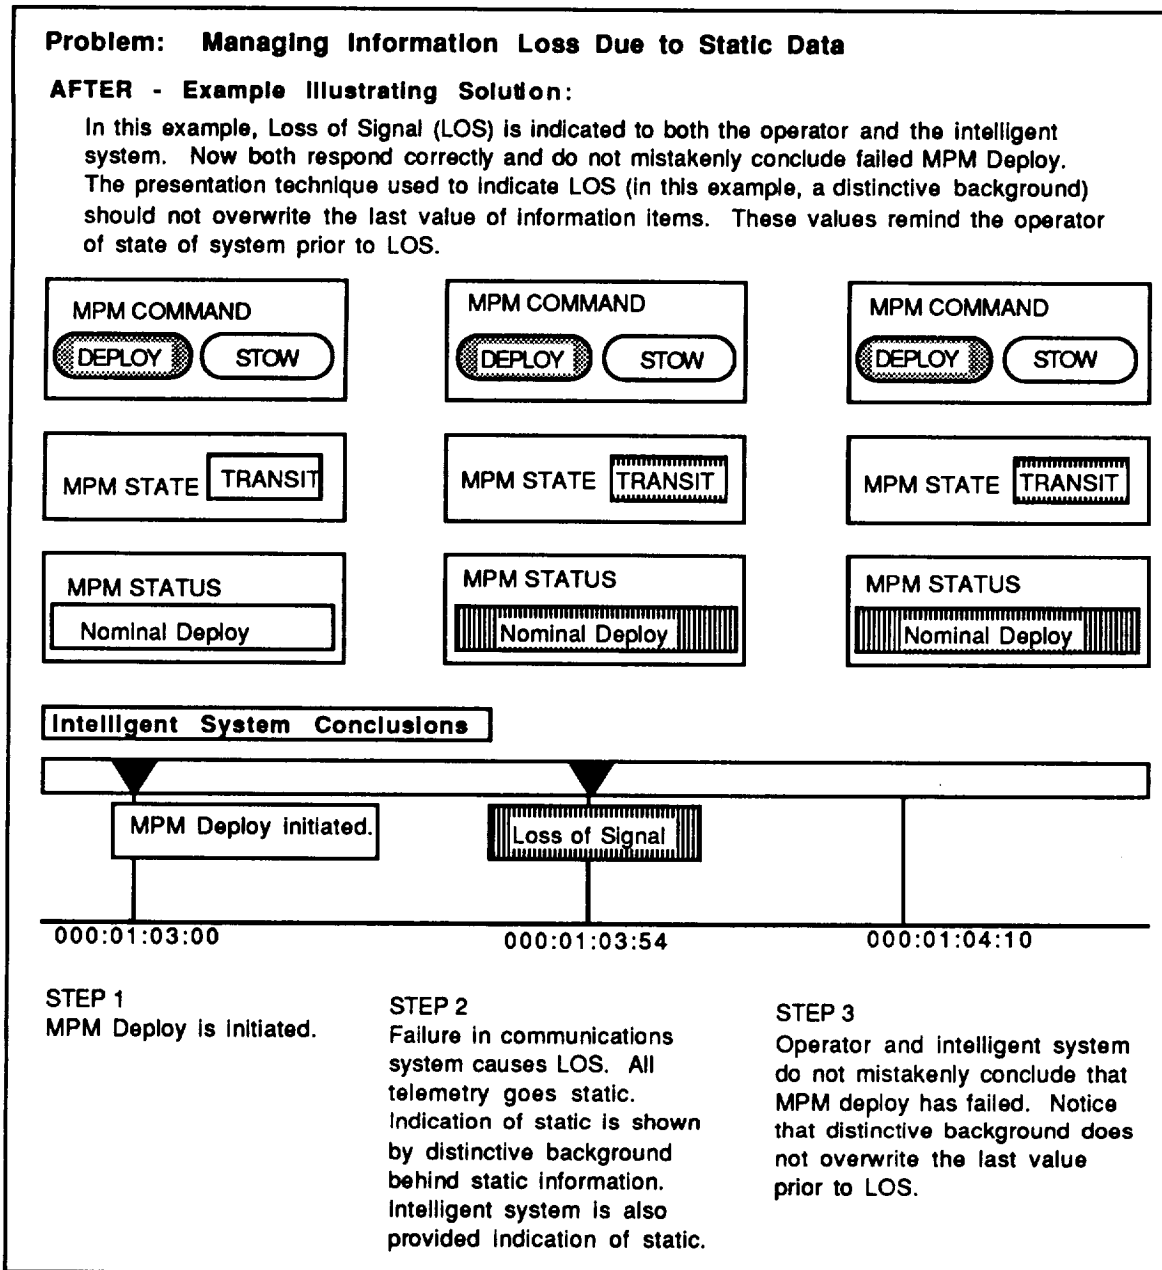 Problem: Managing Information Loss Due to Static Data
AFTER - Example Illustrating Solution:
In this example, Loss of Signal (LOS) is indicated to both the operator and the intelligent
system. Now both respond correctly and do not mistakenly conclude failed MPM Deploy.
The presentation technique used to indicate LOS (in this example, a distinctive background)
should not overwrite the last value of information items. These values remind the operator
of state of system prior to LOS.
MPM COMMAND
DEPLOY STOW
MPM STATE TRANSIT
MPM STATUS
Nominal Deploy
MPM COMMAND
DEPLOY STOW
MPM STATE TRANSIT
MPM STATUS
Nominal Deploy
MPM COMMAND
DEPLOY STOW
MPM STATE TRANSIT
MPM STATUS
Nominal Deploy
Intelligent System Conclusions
MPM Deploy initiated.
Loss of Signal
000:01:03:00
000:01:03:54
000:01:04:10
STEP 1
MPM Deploy is initiated.
STEP 2
Failure in communications
system causes LOS. All
telemetry goes static.
Indication of static is shown
by distinctive background
behind static information.
Intelligent system is also
provided indication of static.
STEP 3
Operator and intelligent system
do not mistakenly conclude that
MPM deploy has failed. Notice
that distinctive background does
not overwrite the last value
prior to LOS.